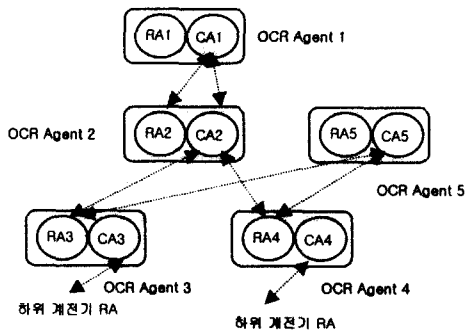 RA1 CA1 OCR Agent 1
OCR Agent 2 RA2 CA2 RA5 CA5
OCR Agent 5
RA3 CA3 RA4 CA4
OCR Agent 3 OCR Agent 4
하위 계전기 RA 하위 계전기 RA